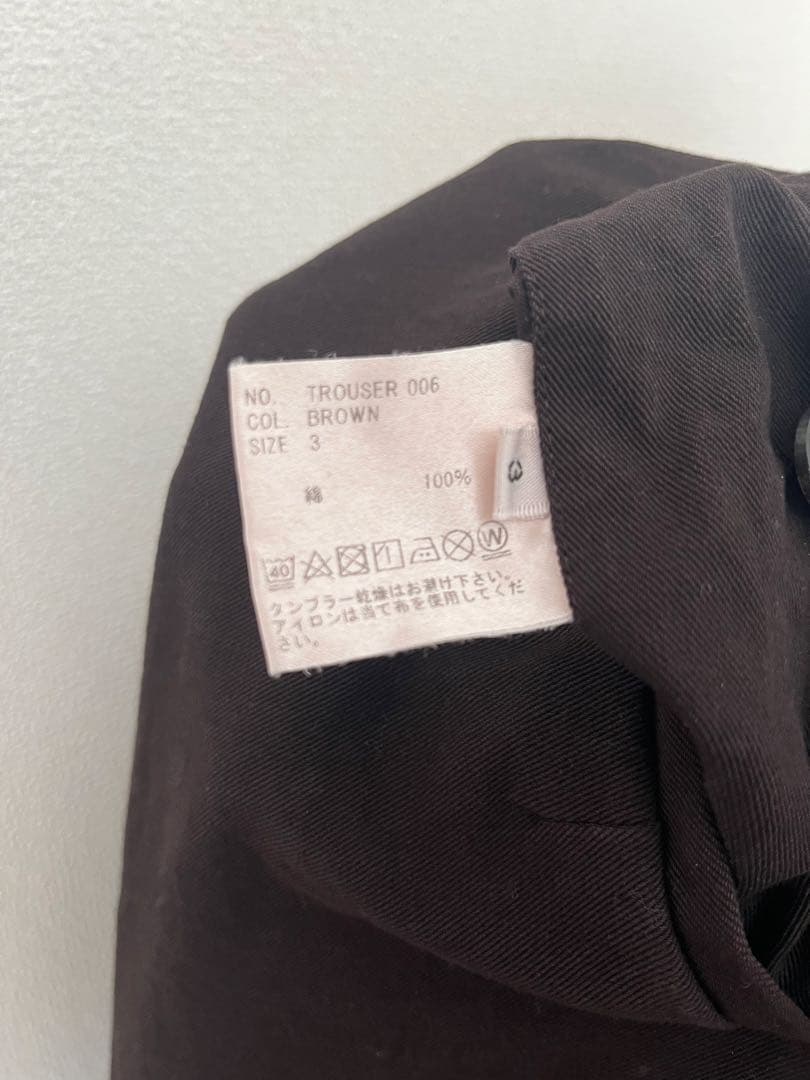 NO. TROUSER 006
COL. BROWN
SIZE 3
綿 100%
3
40 W
タンブラー乾燥はお避け下さい。
アイロンは当て布を使用してくだ
さい。